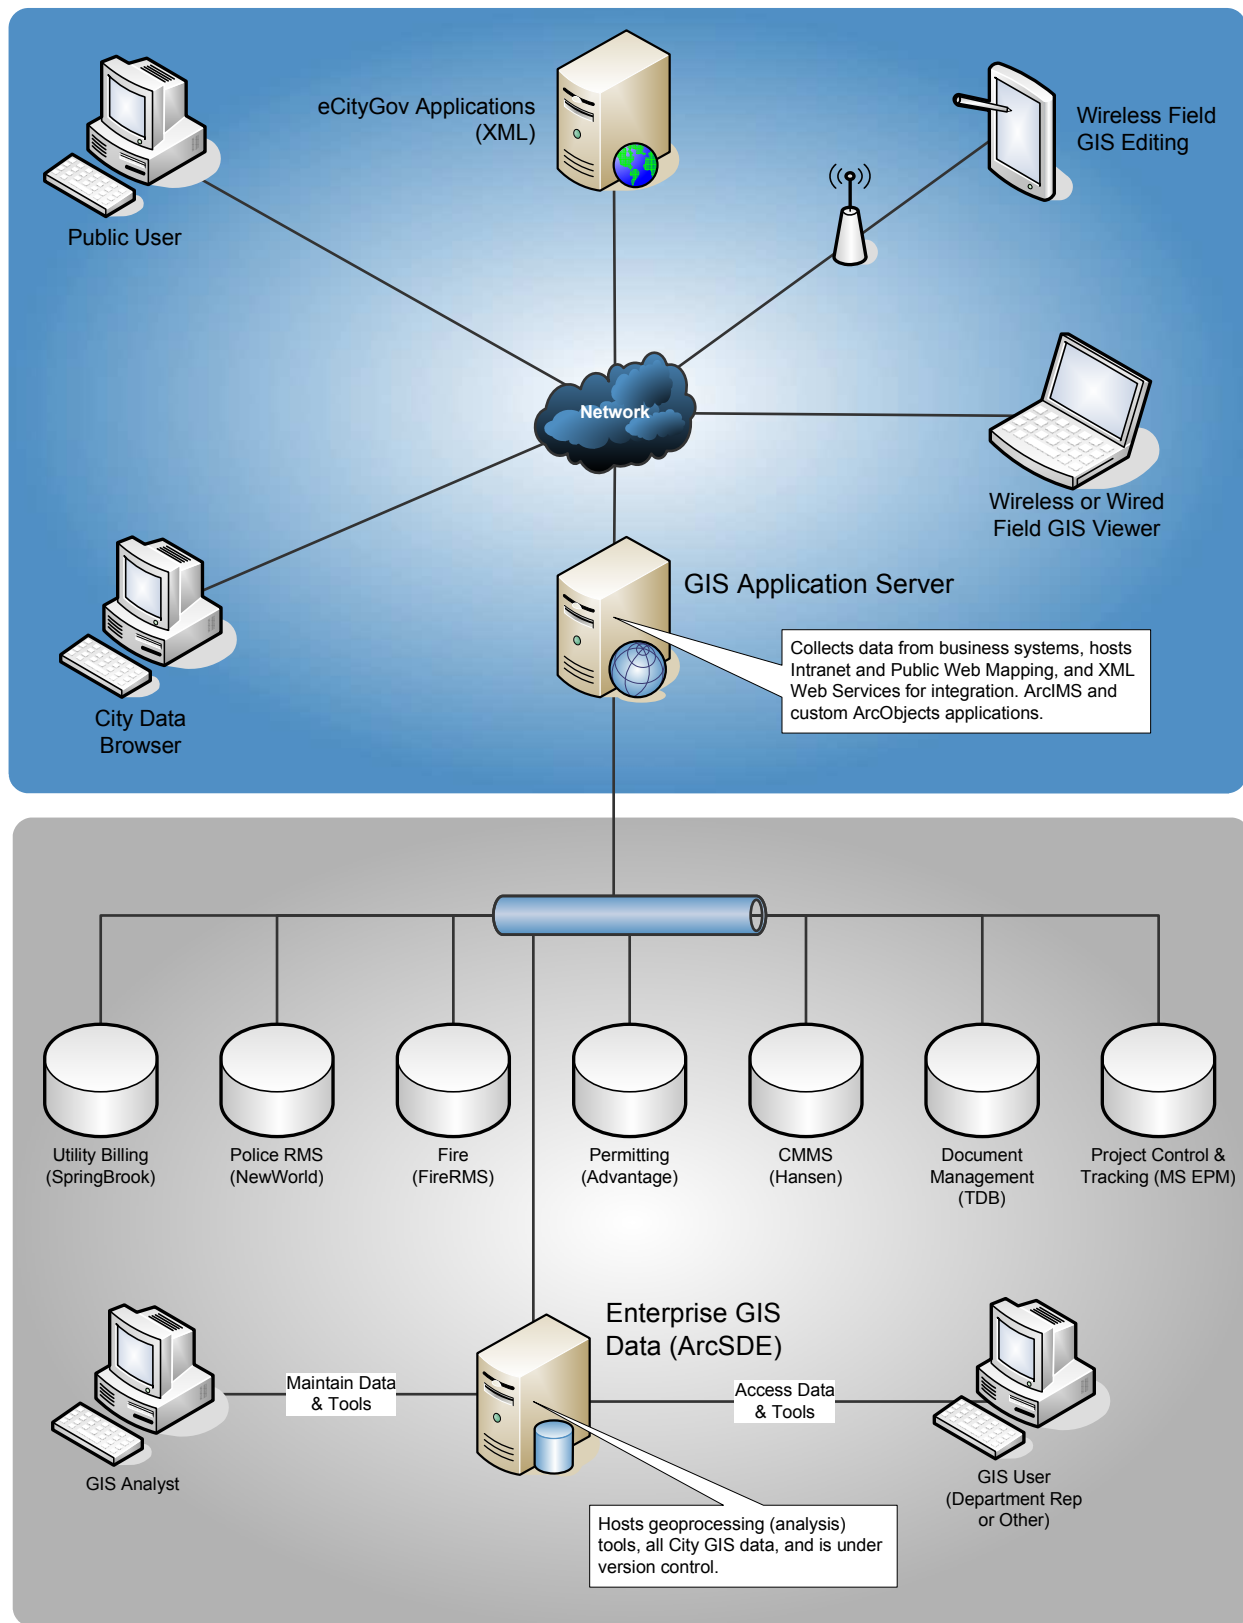 eCityGov Applications
(XML)
Wireless Field
GIS Editing
Public User
Network
Wireless or Wired
Field GIS Viewer
GIS Application Server
Collects data from business systems, hosts
Intranet and Public Web Mapping, and XML
Web Services for integration. ArcIMS and
custom ArcObjects applications.
City Data
Browser
Utility Billing
(SpringBrook)
Police RMS
(NewWorld)
Fire
(FireRMS)
Permitting
(Advantage)
CMMS
(Hansen)
Document
Management
(TDB)
Project Control &
Tracking (MS EPM)
Enterprise GIS
Data (ArcSDE)
Maintain Data
& Tools
Access Data
& Tools
GIS Analyst
GIS User
(Department Rep
or Other)
Hosts geoprocessing (analysis)
tools, all City GIS data, and is under
version control.